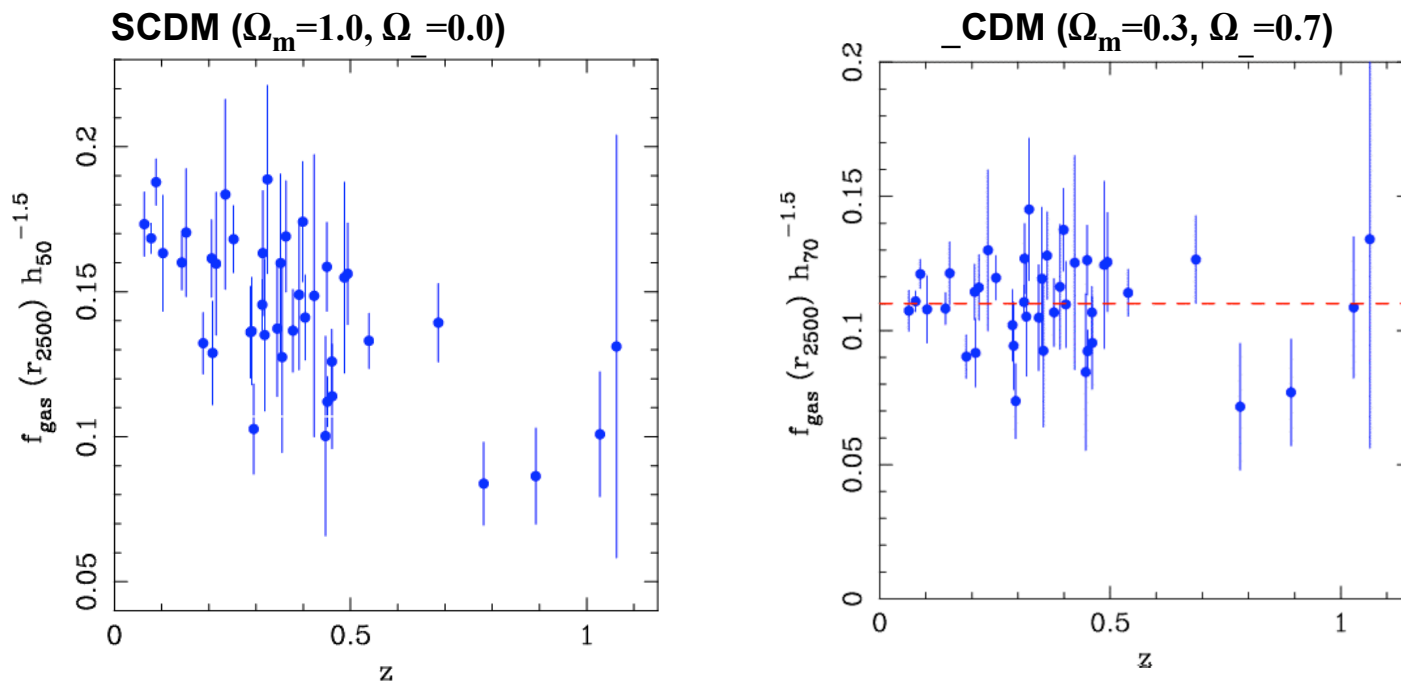 SCDM (Ωm=1.0, Ω_=0.0)
0.05
0.1
0.15
0.2
fgas (r2500) h50 -1.5
0
0.5
1
z
_CDM (Ωm=0.3, Ω_=0.7)
0
0.05
0.1
0.15
0.2
fgas (r2500) h70 -1.5
0
0.5
1
z